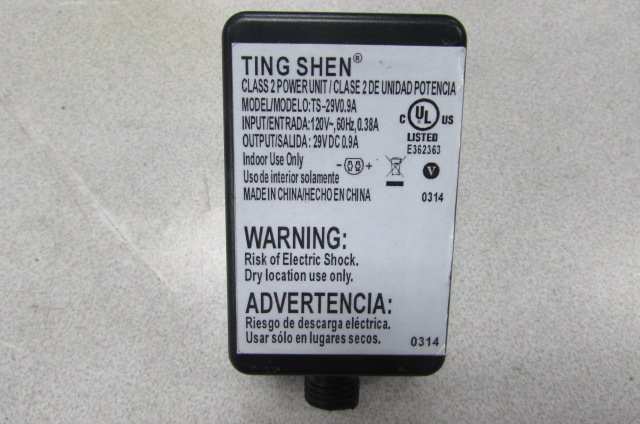 TING SHEN®
CLASS 2 POWER UNIT / CLASE 2 DE UNIDAD POTENCIA
MODEL/MODELO:TS-29V0.9A
INPUT/ENTRADA:120V~,60Hz,0.38A
OUTPUT/SALIDA: 29V DC 0.9A
Indoor Use Only
Uso de interior solamente
MADE IN CHINA/HECHO EN CHINA
- +
C UL US
LISTED
E362363
V
0314
WARNING:
Risk of Electric Shock.
Dry location use only.
ADVERTENCIA:
Riesgo de descarga eléctrica.
Usar sólo en lugares secos.
0314